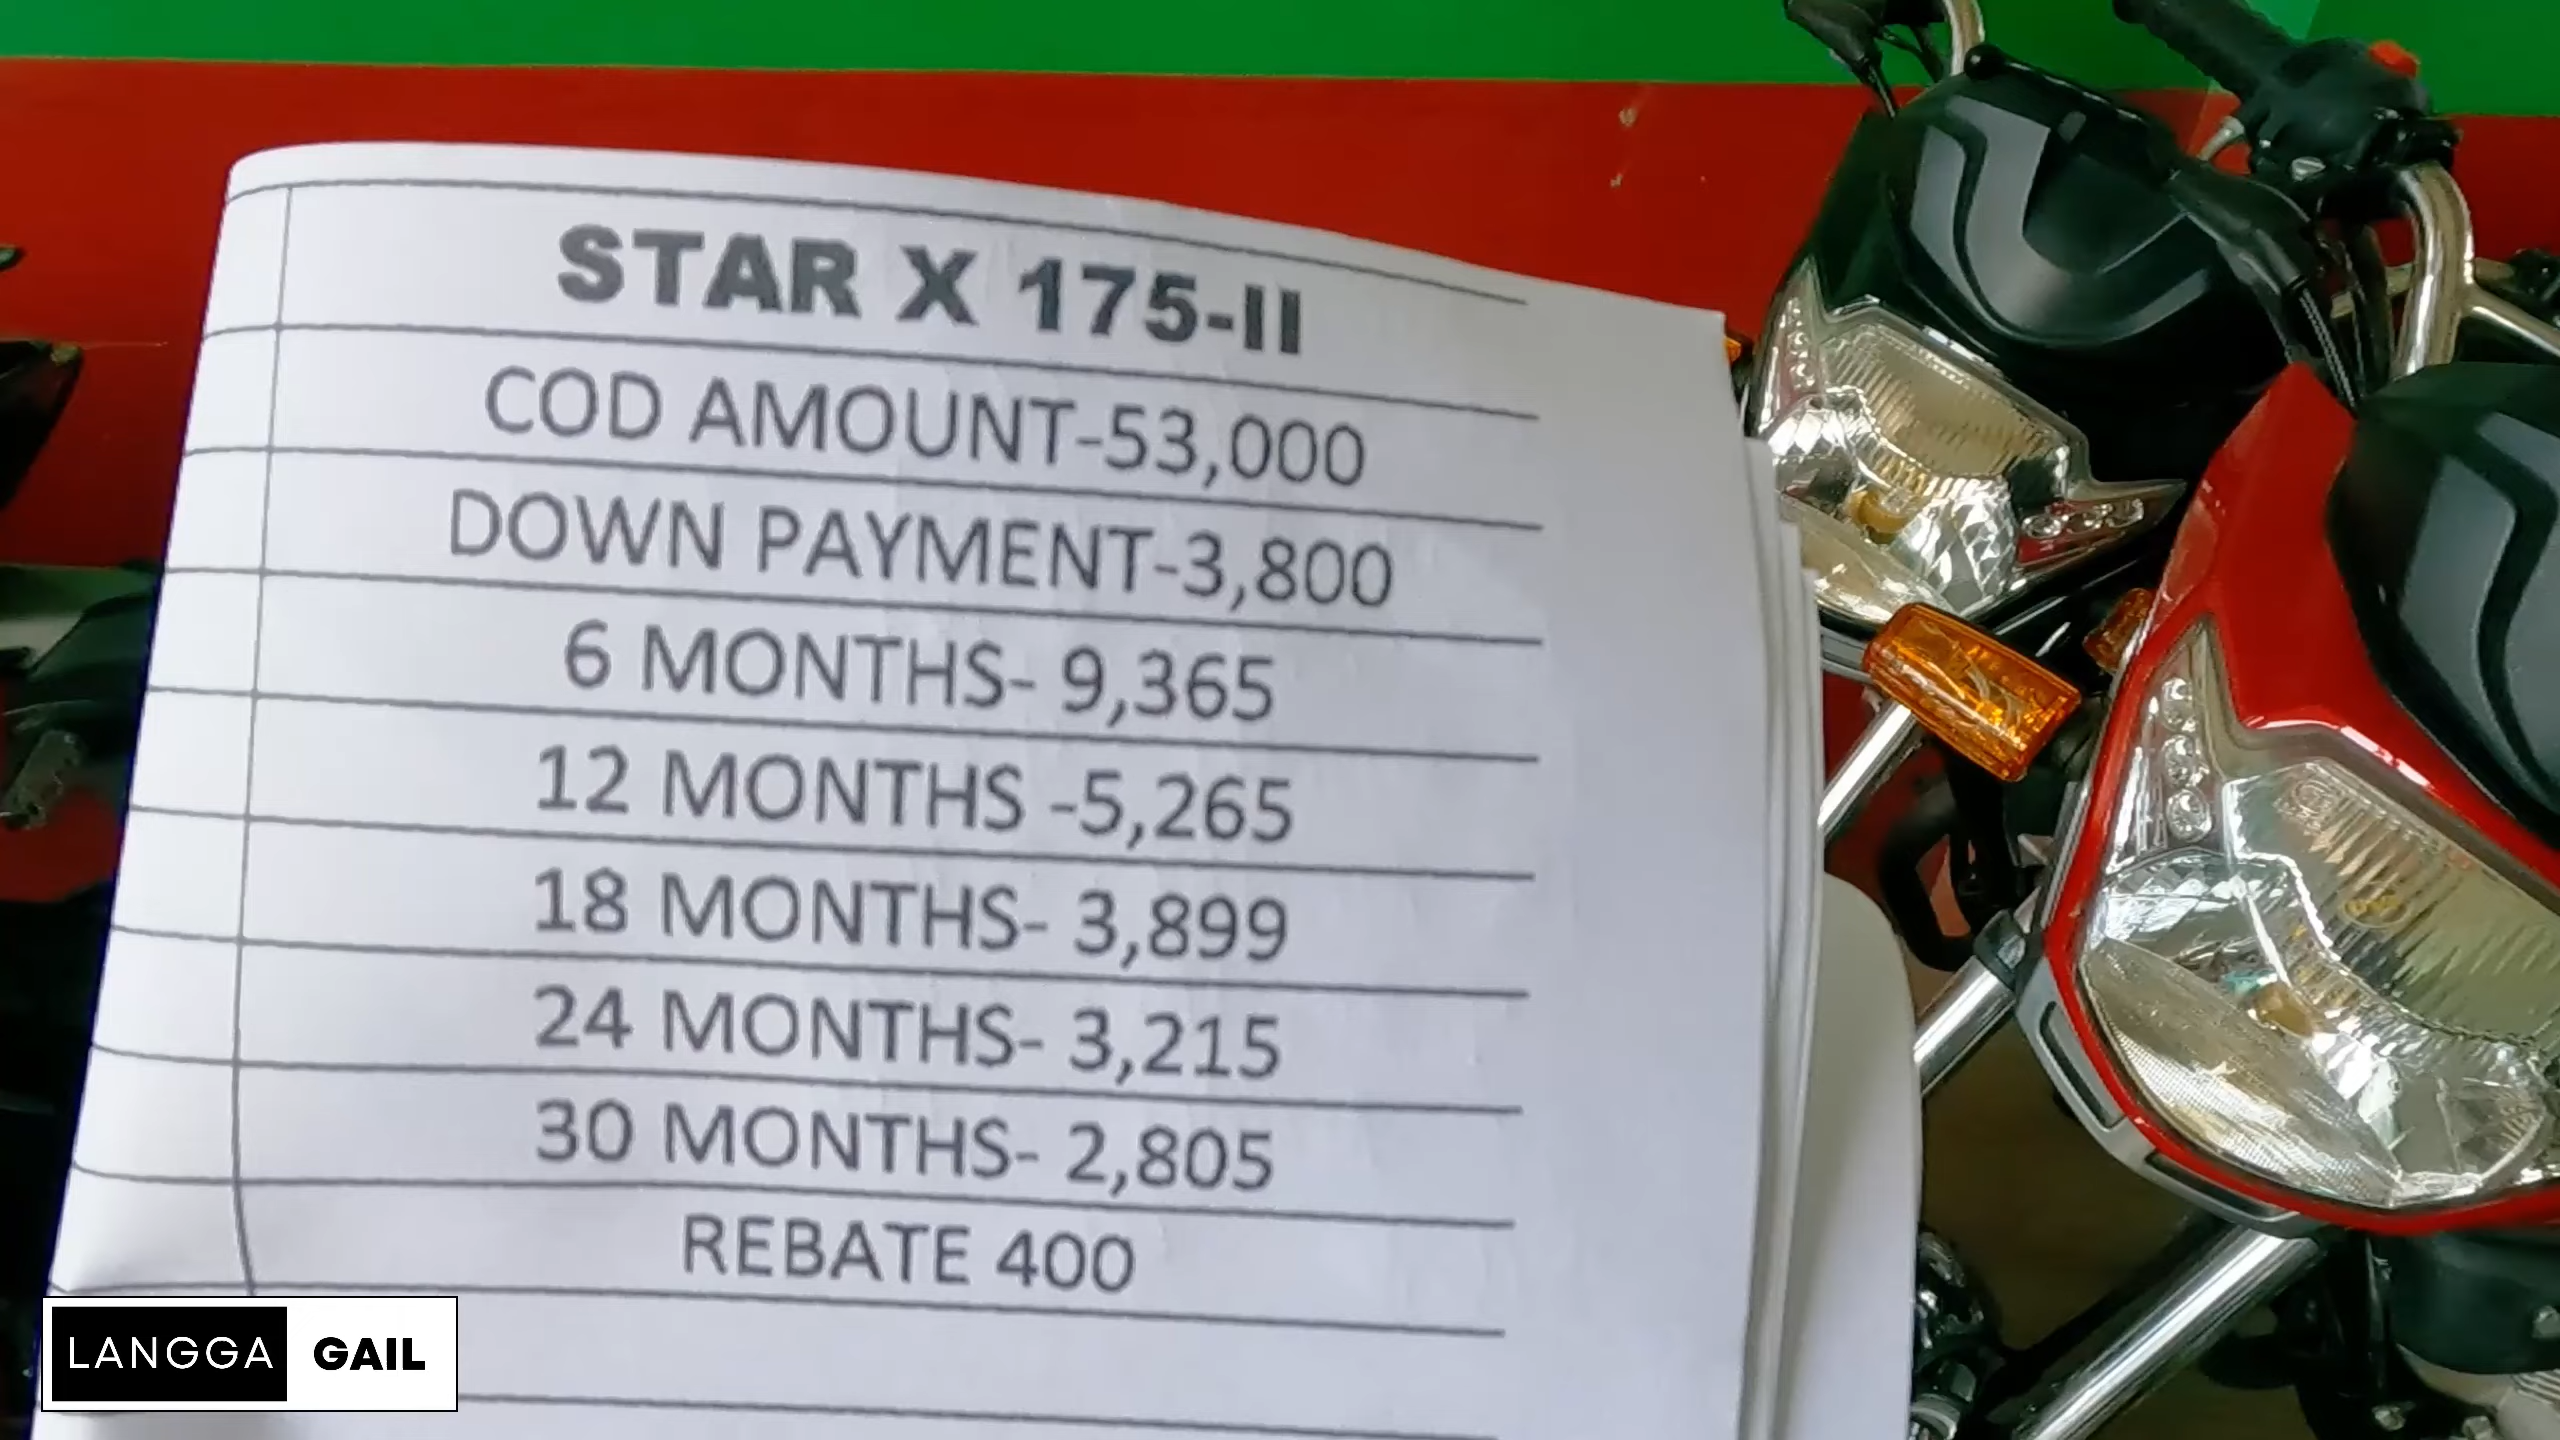 STAR X 175-II
COD AMOUNT-53,000
DOWN PAYMENT-3,800
6 MONTHS- 9,365
12 MONTHS -5,265
18 MONTHS- 3,899
24 MONTHS- 3,215
30 MONTHS- 2,805
REBATE 400
LANGGA GAIL